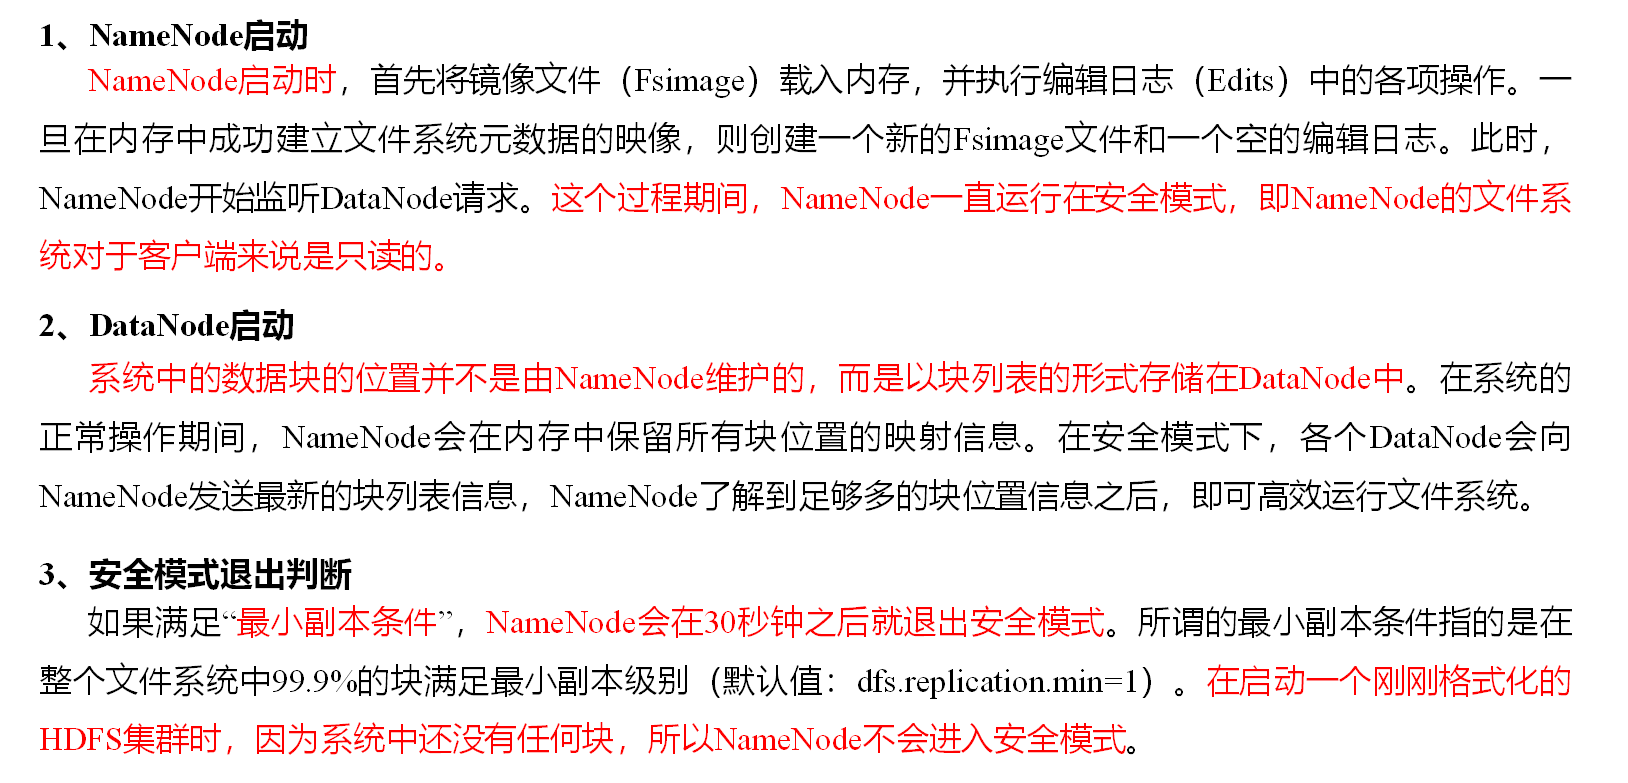 1、NameNode启动
NameNode启动时，首先将镜像文件（Fsimage）载入内存，并执行编辑日志（Edits）中的各项操作。一
旦在内存中成功建立文件系统元数据的映像，则创建一个新的Fsimage文件和一个空的编辑日志。此时，
NameNode开始监听DataNode请求。这个过程期间，NameNode一直运行在安全模式，即NameNode的文件系
统对于客户端来说是只读的。
2、DataNode启动
系统中的数据块的位置并不是由NameNode维护的，而是以块列表的形式存储在DataNode中。在系统的
正常操作期间，NameNode会在内存中保留所有块位置的映射信息。在安全模式下，各个DataNode会向
NameNode发送最新的块列表信息，NameNode了解到足够多的块位置信息之后，即可高效运行文件系统。
3、安全模式退出判断
如果满足“最小副本条件”，NameNode会在30秒钟之后就退出安全模式。所谓的最小副本条件指的是在
整个文件系统中99.9%的块满足最小副本级别（默认值：dfs.replication.min=1）。在启动一个刚刚格式化的
HDFS集群时，因为系统中还没有任何块，所以NameNode不会进入安全模式。